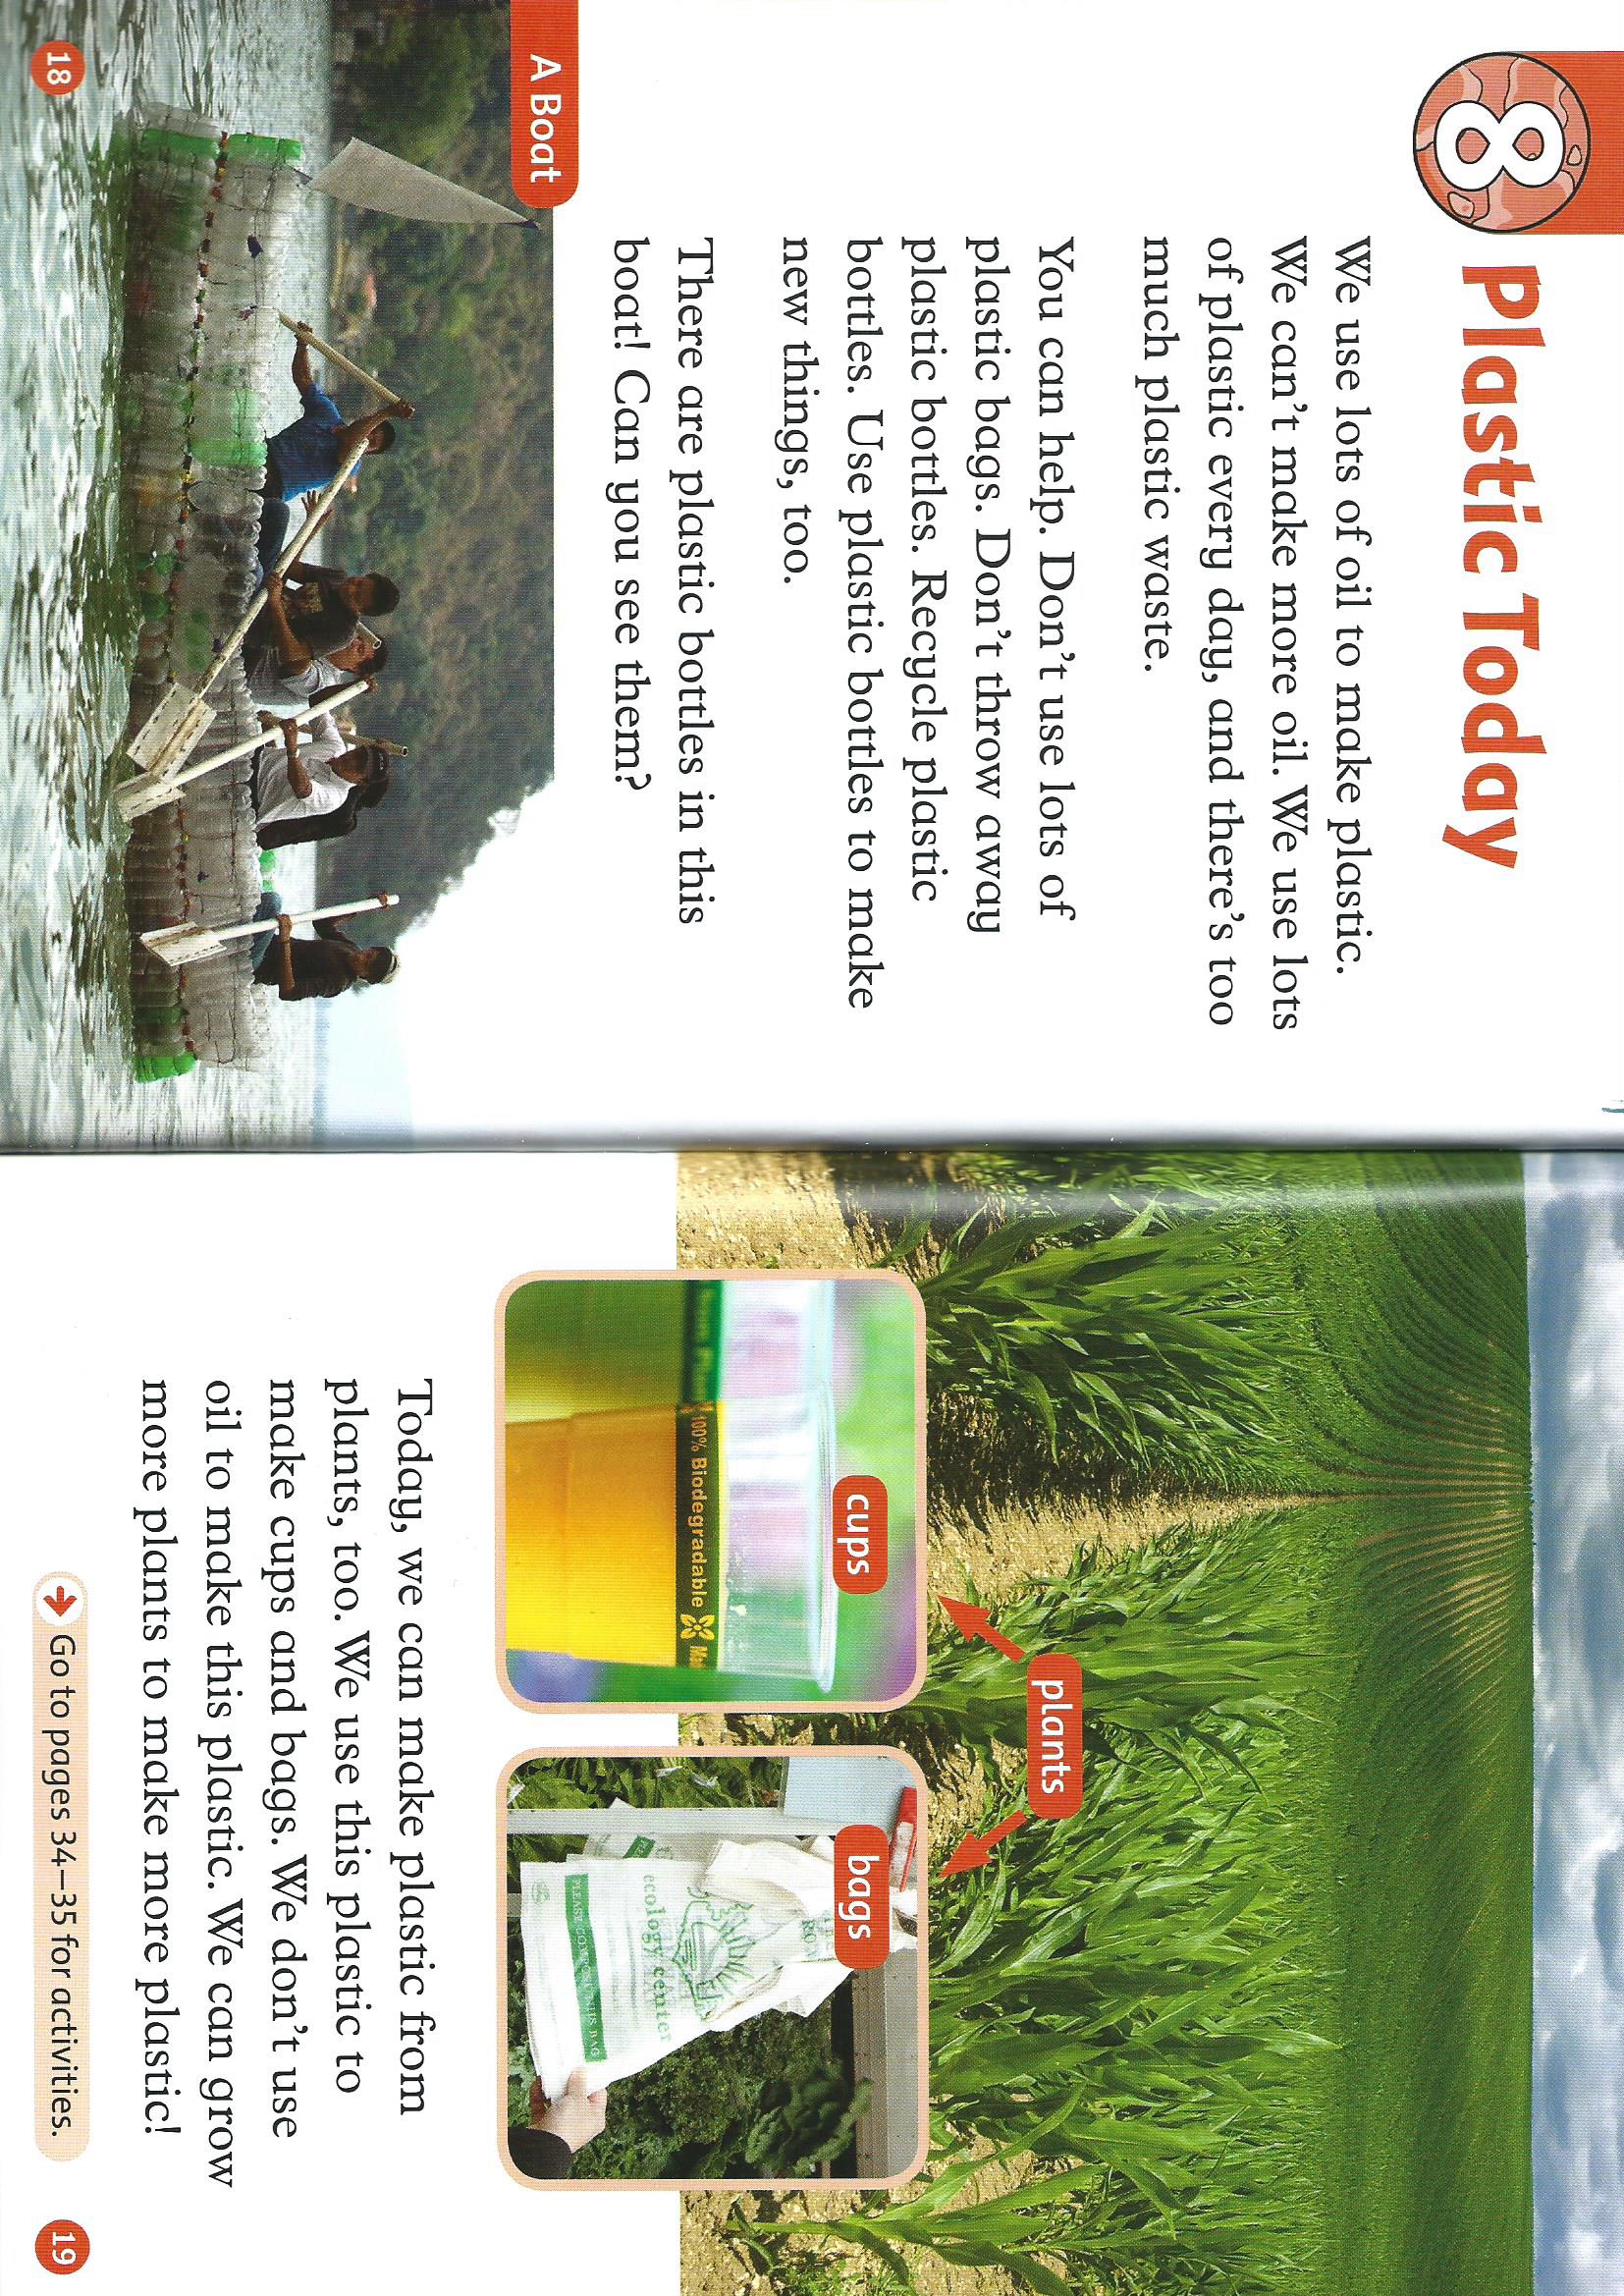 8
Plastic Today
We use lots of oil to make plastic.
We can't make more oil. We use lots
of plastic every day, and there's too
much plastic waste.
You can help. Don't use lots of
plastic bags. Don't throw away
plastic bottles. Recycle plastic
bottles. Use plastic bottles to make
new things, too.
There are plastic bottles in this
boat! Can you see them?
A Boat
18
plants
cups
100% Biodegradable
bags
ecology center
PLEASE COMPOST THIS BAG
Today, we can make plastic from
plants, too. We use this plastic to
make cups and bags. We don't use
oil to make this plastic. We can grow
more plants to make more plastic!
Go to pages 34–35 for activities.
19